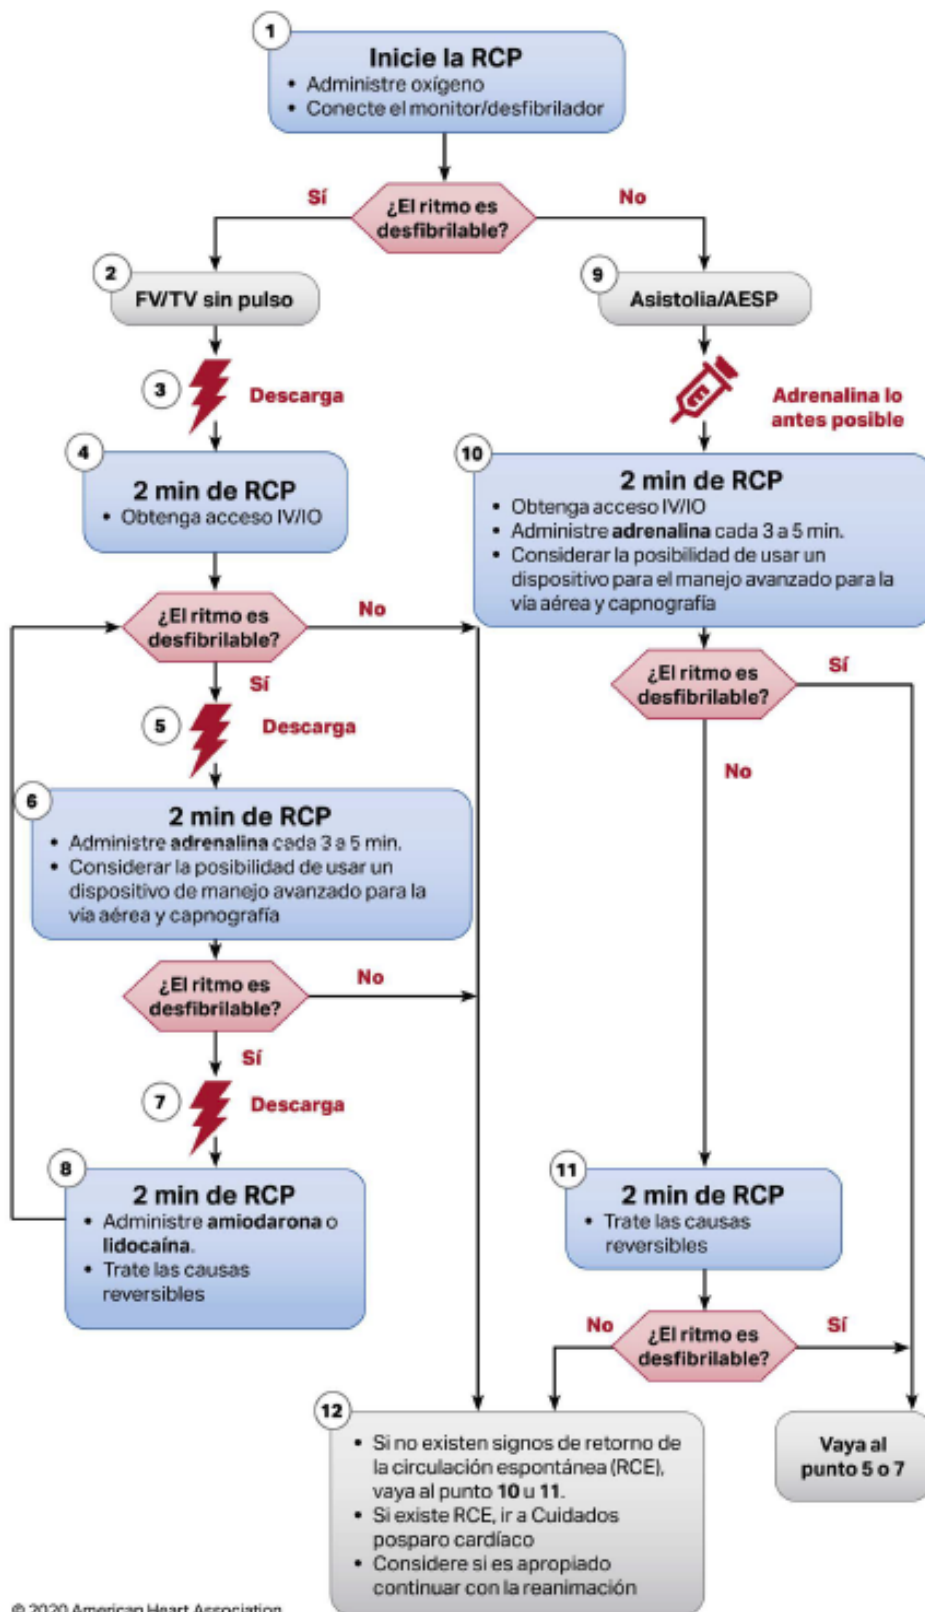 1
Inicie la RCP
• Administre oxígeno
• Conecte el monitor/desfibrilador
Sí
¿El ritmo es
desfibrilable?
No
2
FV/TV sin pulso
9
Asistolia/AESP
3
Descarga
Adrenalina lo
antes posible
4
2 min de RCP
• Obtenga acceso IV/IO
10
2 min de RCP
• Obtenga acceso IV/IO
• Administre adrenalina cada 3 a 5 min.
• Considerar la posibilidad de usar un
dispositivo para el manejo avanzado para la
vía aérea y capnografía
¿El ritmo es
desfibrilable?
No
Sí
¿El ritmo es
desfibrilable?
Sí
No
5
Descarga
6
2 min de RCP
• Administre adrenalina cada 3 a 5 min.
• Considerar la posibilidad de usar un
dispositivo de manejo avanzado para la
vía aérea y capnografía
¿El ritmo es
desfibrilable?
No
Sí
7
Descarga
8
2 min de RCP
• Administre amiodarona o
lidocaína.
• Trate las causas
reversibles
11
2 min de RCP
• Trate las causas
reversibles
No
¿El ritmo es
desfibrilable?
Sí
12
• Si no existen signos de retorno de
la circulación espontánea (RCE),
vaya al punto 10 u 11.
• Si existe RCE, ir a Cuidados
posparo cardíaco
• Considere si es apropiado
continuar con la reanimación
Vaya al
punto 5 o 7
© 2020 American Heart Association